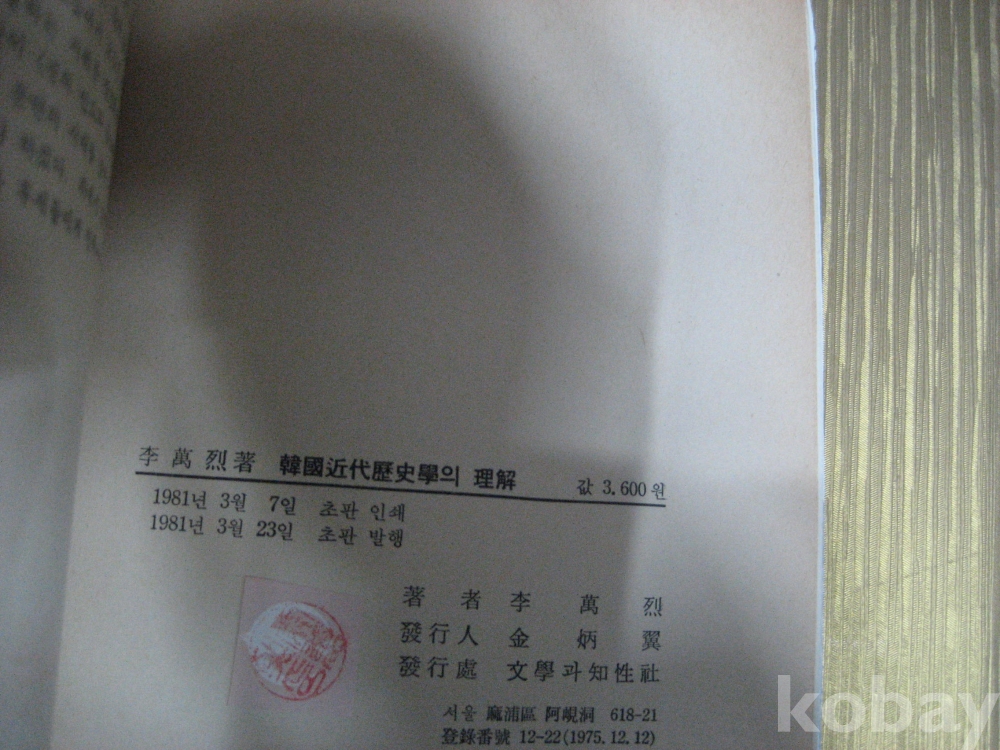 李萬烈著 韓國近代歷史學의 理解 값 3,600원
1981년 3월 7일 초판 인쇄
1981년 3월 23일 초판 발행
著者 李萬烈
發行人 金炳翼
發行處 文學과知性社
서울 麻浦區 阿峴洞 618-21
登錄番號 12-22(1975.12.12)
kobay